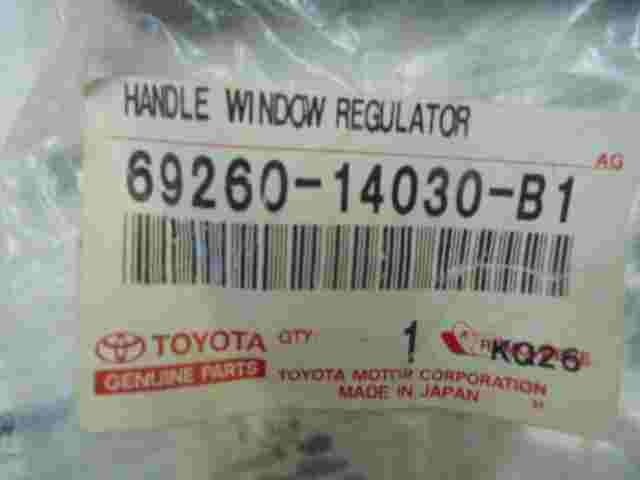 HANDLE WINDOW REGULATOR
AG
69260-14030-B1
TOYOTA QTY 1 KQ26
GENUINE PARTS
TOYOTA MOTOR CORPORATION
MADE IN JAPAN